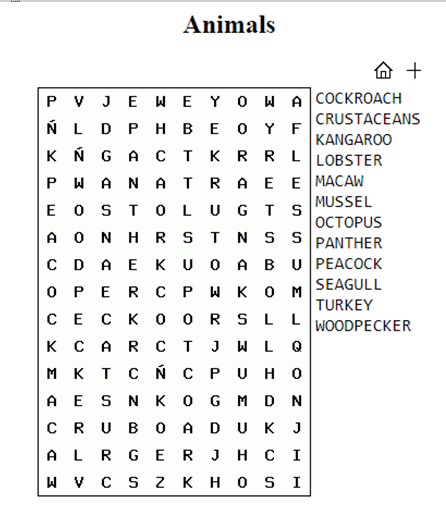 Animals
P V J E W E Y O W A
Ñ L D P H B E O Y F
K Ñ G A C T K R R L
P W A N A T R A E E
E O S T O L U G T S
A O N H R S T N S S
C D A E K U O A B U
O P E R C P W K O M
C E C K O O R S L L
K C A R C T J W L Q
M K T C Ñ C P U H O
A E S N K O G M D N
C R U B O A D U K J
A L R G E R J H C I
W V C S Z K H O S I
COCKROACH
CRUSTACEANS
KANGAROO
LOBSTER
MACAW
MUSSEL
OCTOPUS
PANTHER
PEACOCK
SEAGULL
TURKEY
WOODPECKER